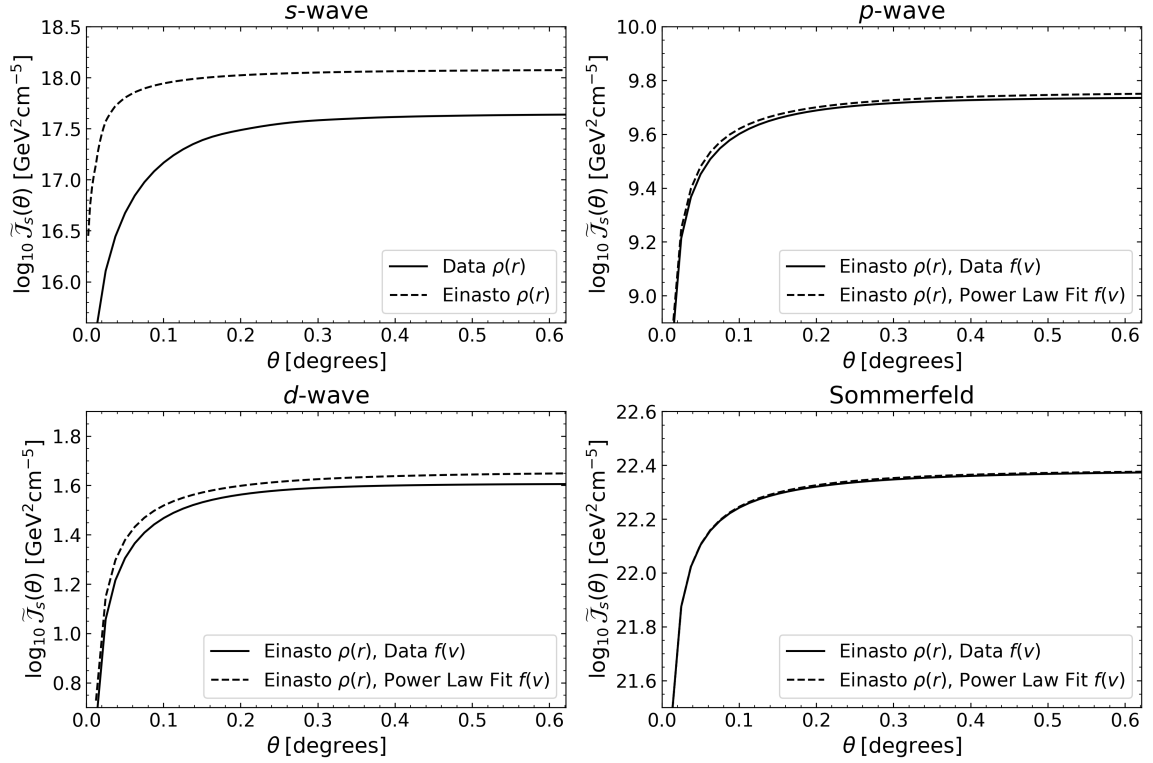 s-wave
18.5
18.0
17.5
17.0
16.5
16.0
0.0 0.1 0.2 0.3 0.4 0.5 0.6
log₁₀ J̃ₛ(θ) [GeV²cm⁻⁵]
θ [degrees]
Data ρ(r)
Einasto ρ(r)
p-wave
10.0
9.8
9.6
9.4
9.2
9.0
0.0 0.1 0.2 0.3 0.4 0.5 0.6
log₁₀ J̃ₛ(θ) [GeV²cm⁻⁵]
θ [degrees]
Einasto ρ(r), Data f(v)
Einasto ρ(r), Power Law Fit f(v)
d-wave
1.8
1.6
1.4
1.2
1.0
0.8
0.0 0.1 0.2 0.3 0.4 0.5 0.6
log₁₀ J̃ₛ(θ) [GeV²cm⁻⁵]
θ [degrees]
Einasto ρ(r), Data f(v)
Einasto ρ(r), Power Law Fit f(v)
Sommerfeld
22.6
22.4
22.2
22.0
21.8
21.6
0.0 0.1 0.2 0.3 0.4 0.5 0.6
log₁₀ J̃ₛ(θ) [GeV²cm⁻⁵]
θ [degrees]
Einasto ρ(r), Data f(v)
Einasto ρ(r), Power Law Fit f(v)